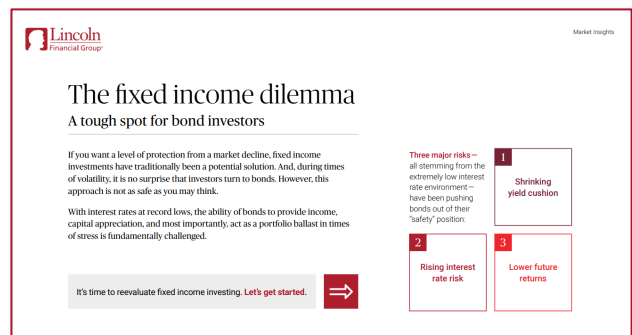 Lincoln
Financial Group®
Market Insights
The fixed income dilemma
A tough spot for bond investors
If you want a level of protection from a market decline, fixed income
investments have traditionally been a potential solution. And, during times
of volatility, it is no surprise that investors turn to bonds. However, this
approach is not as safe as you may think.
With interest rates at record lows, the ability of bonds to provide income,
capital appreciation, and most importantly, act as a portfolio ballast in times
of stress is fundamentally challenged.
It's time to reevaluate fixed income investing. Let's get started.
Three major risks—
all stemming from the
extremely low interest
rate environment—
have been pushing
bonds out of their
"safety" position:
1
Shrinking
yield cushion
2
Rising interest
rate risk
3
Lower future
returns